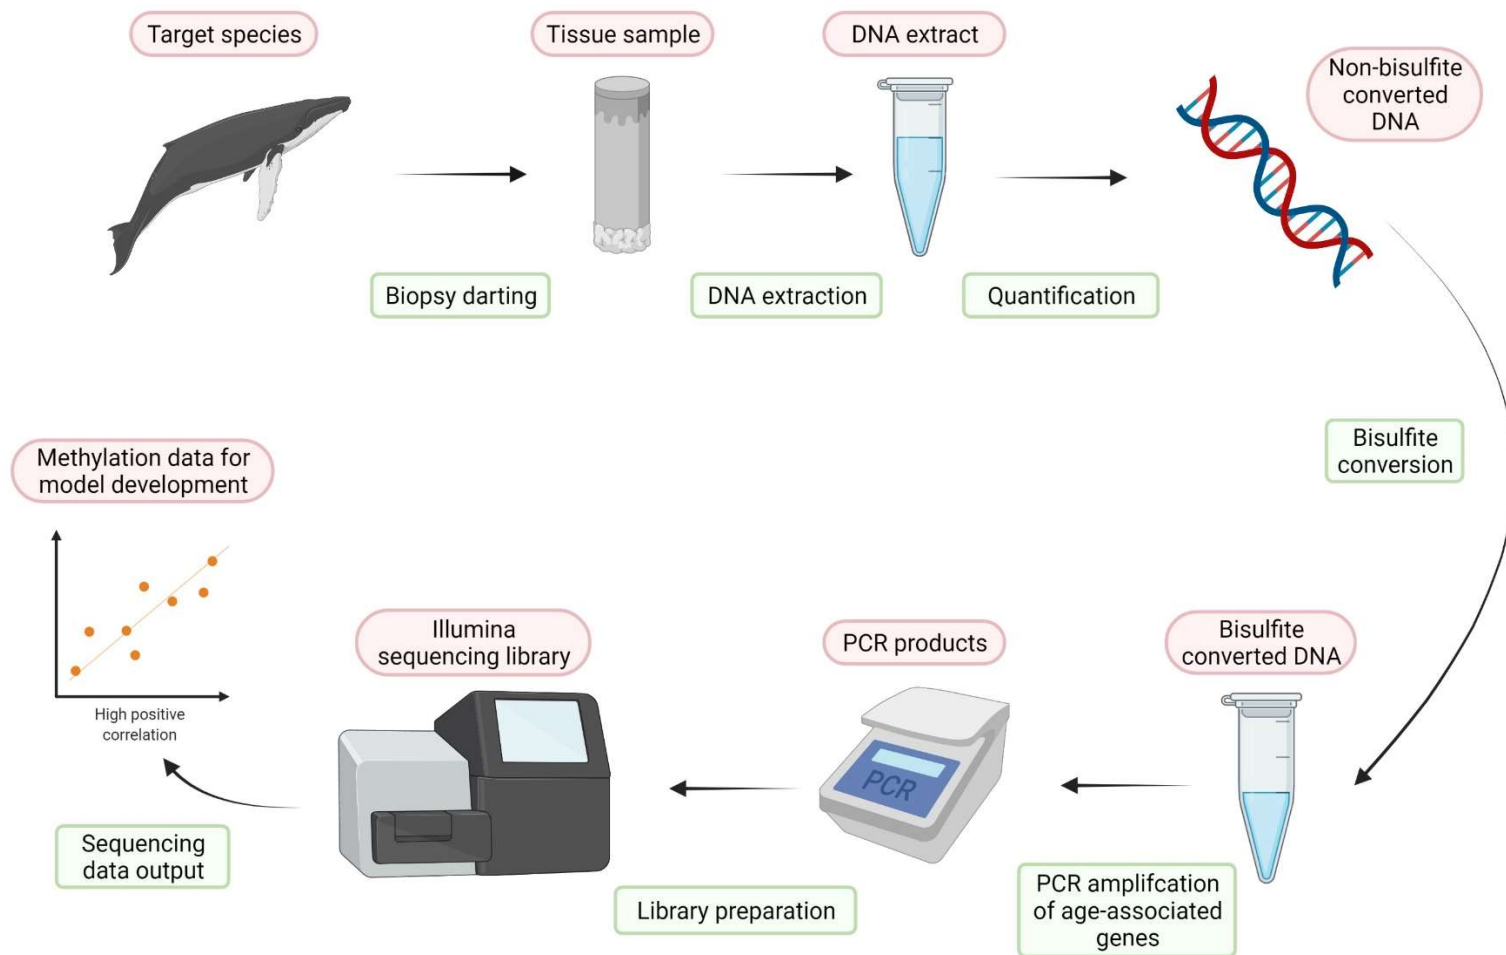 Target species
Tissue sample
DNA extract
Non-bisulfite
converted
DNA
Biopsy darting
DNA extraction
Quantification
Bisulfite
conversion
Bisulfite
converted DNA
PCR amplifcation
of age-associated
genes
PCR products
PCR
Library preparation
Illumina
sequencing library
Sequencing
data output
Methylation data for
model development
High positive
correlation